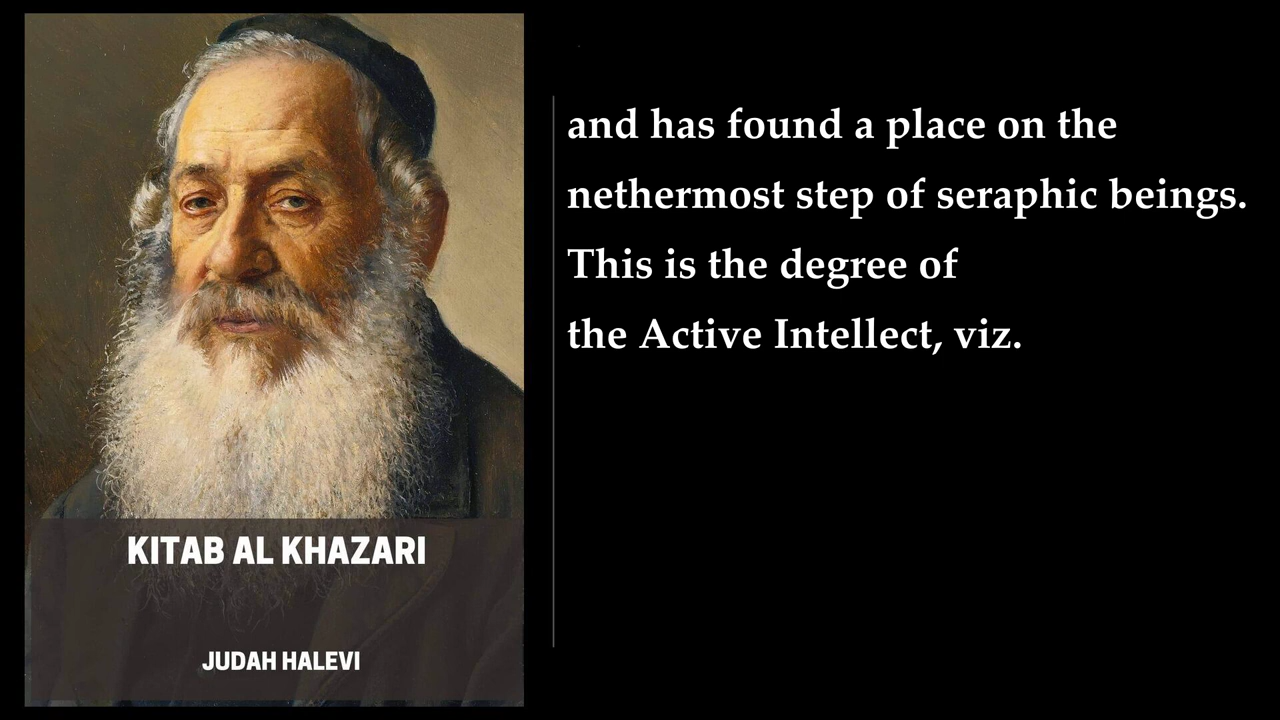 KITAB AL KHAZARI
JUDAH HALEVI
and has found a place on the
nethermost step of seraphic beings.
This is the degree of
the Active Intellect, viz.